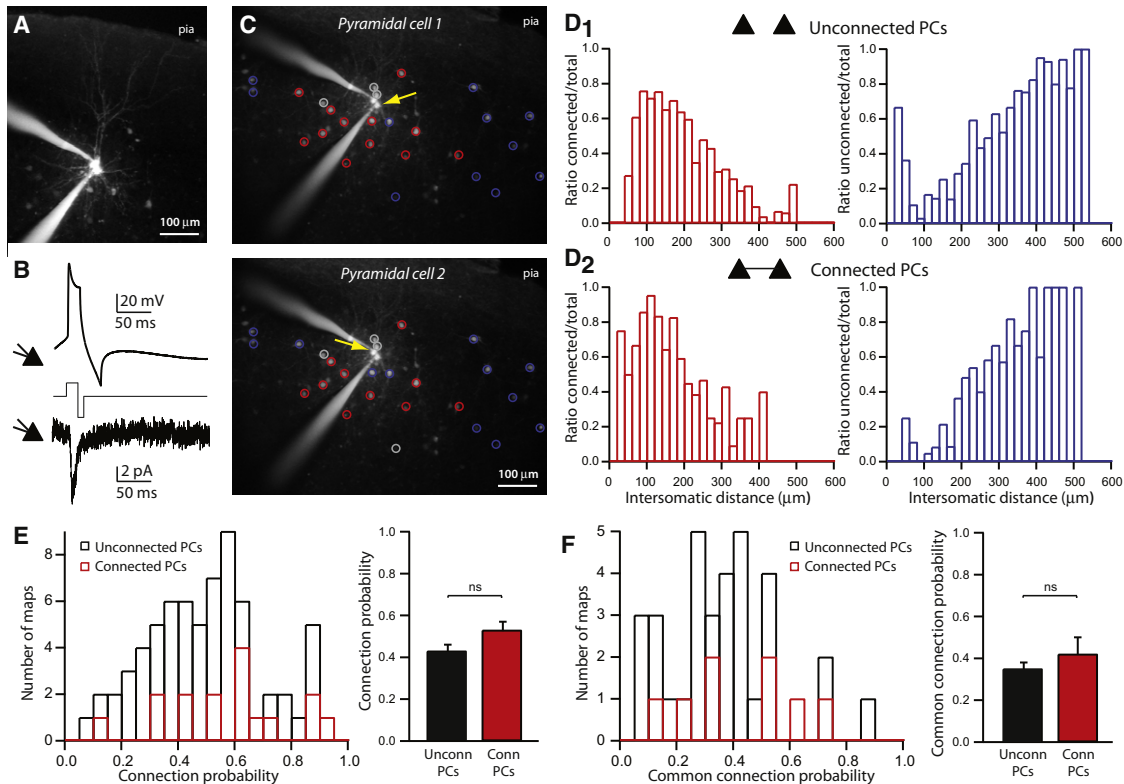 A
pia
100 μm
B
20 mV
50 ms
2 pA
50 ms
C
Pyramidal cell 1
pia
Pyramidal cell 2
pia
100 μm
D1
Unconnected PCs
Ratio connected/total
1.0
0.8
0.6
0.4
0.2
0.0
0 100 200 300 400 500 600
Ratio unconnected/total
1.0
0.8
0.6
0.4
0.2
0.0
0 100 200 300 400 500 600
D2
Connected PCs
Ratio connected/total
1.0
0.8
0.6
0.4
0.2
0.0
0 100 200 300 400 500 600
Intersomatic distance (μm)
Ratio unconnected/total
1.0
0.8
0.6
0.4
0.2
0.0
0 100 200 300 400 500 600
Intersomatic distance (μm)
E
Number of maps
8
6
4
2
0
Unconnected PCs
Connected PCs
0.0 0.2 0.4 0.6 0.8 1.0
Connection probability
Connection probability
1.0
0.8
0.6
0.4
0.2
0.0
ns
Unconn PCs
Conn PCs
F
Number of maps
5
4
3
2
1
0
Unconnected PCs
Connected PCs
0.0 0.2 0.4 0.6 0.8 1.0
Common connection probability
Common connection probability
1.0
0.8
0.6
0.4
0.2
0.0
ns
Unconn PCs
Conn PCs